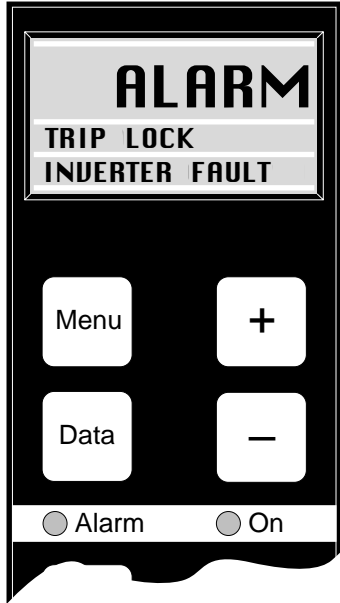 ALARM
TRIP LOCK
INVERTER FAULT
Menu +
Data –
Alarm On